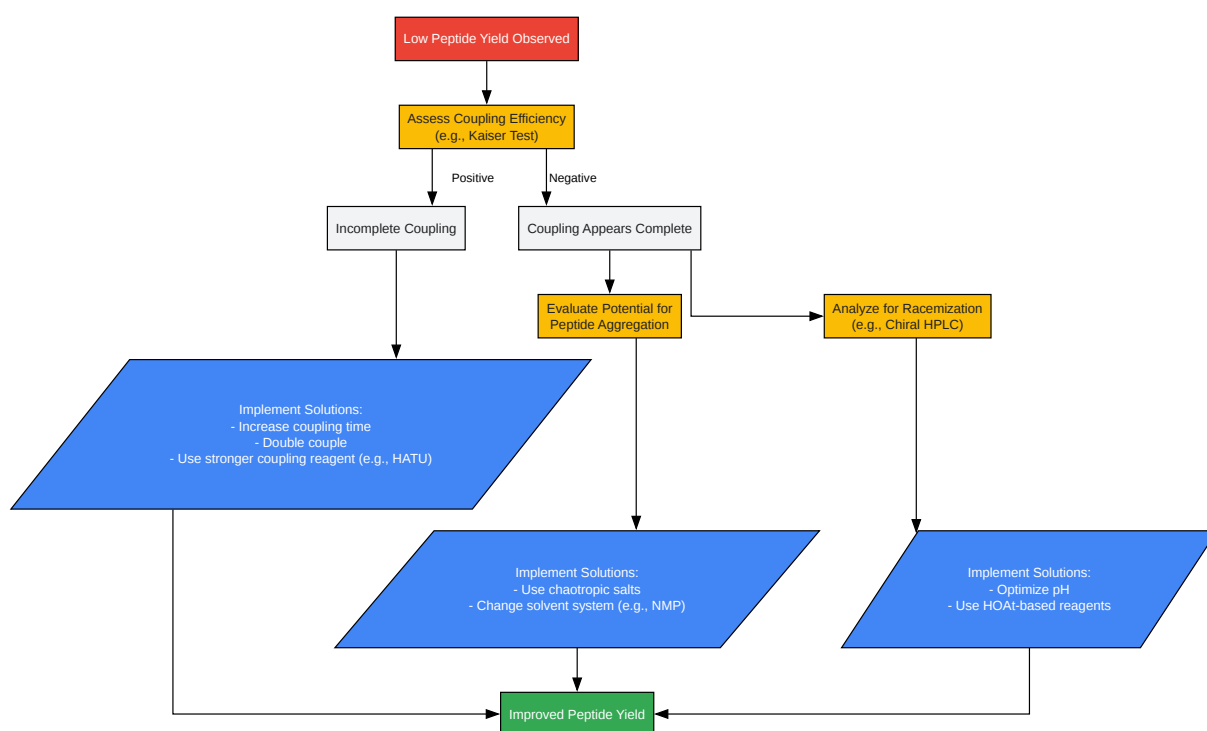 Low Peptide Yield Observed
Assess Coupling Efficiency
(e.g., Kaiser Test)
Positive
Negative
Incomplete Coupling
Coupling Appears Complete
Evaluate Potential for
Peptide Aggregation
Analyze for Racemization
(e.g., Chiral HPLC)
Implement Solutions:
- Increase coupling time
- Double couple
- Use stronger coupling reagent (e.g., HATU)
Implement Solutions:
- Use chaotropic salts
- Change solvent system (e.g., NMP)
Implement Solutions:
- Optimize pH
- Use HOAt-based reagents
Improved Peptide Yield